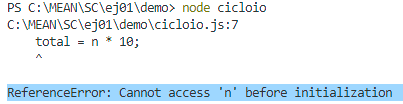 PS C:\MEAN\SC\ej01\demo> node cicloio
C:\MEAN\SC\ej01\demo\cicloio.js:7
    total = n * 10;
    ^
ReferenceError: Cannot access 'n' before initialization